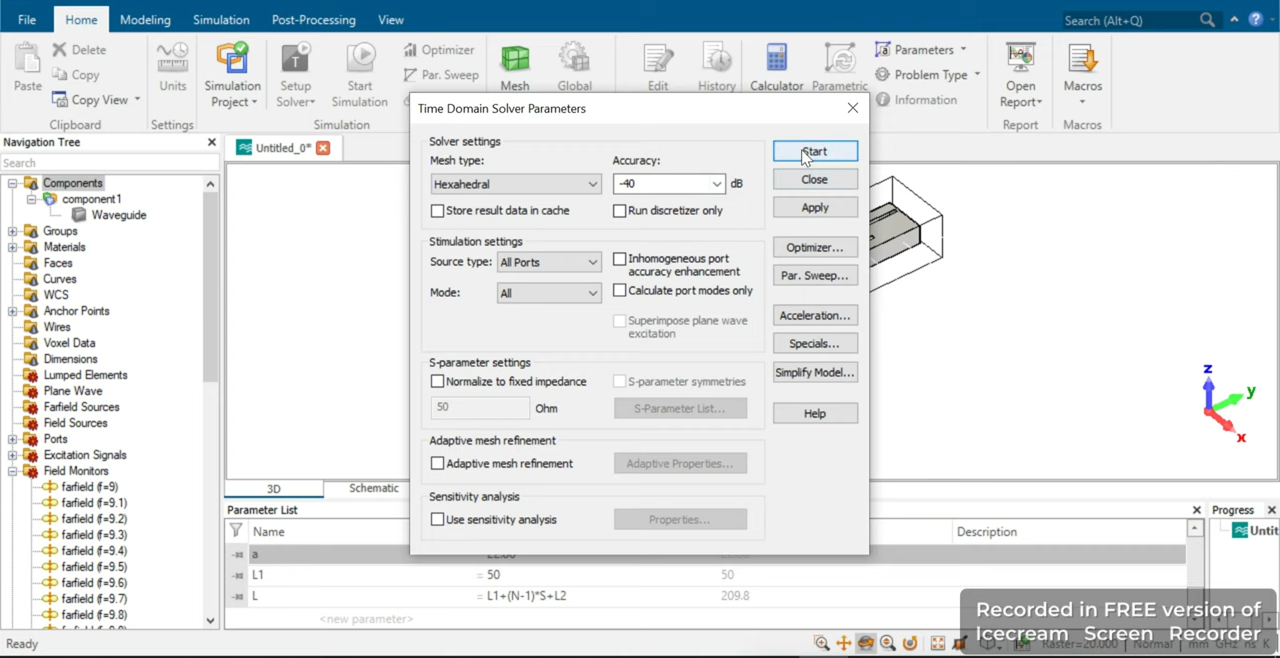 File Home Modeling Simulation Post-Processing View Search (Alt+Q)
Paste Delete Copy Copy View Units Simulation Project Setup Solver Start Simulation Optimizer Par. Sweep Mesh Global Edit History Calculator Parametric Parameters Problem Type Information Open Report Macros
Clipboard Settings Simulation Report Macros
Navigation Tree
Search
Components
component1
Waveguide
Groups
Materials
Faces
Curves
WCS
Anchor Points
Wires
Voxel Data
Dimensions
Lumped Elements
Plane Wave
Farfield Sources
Field Sources
Ports
Excitation Signals
Field Monitors
farfield (f=9)
farfield (f=9.1)
farfield (f=9.2)
farfield (f=9.3)
farfield (f=9.4)
farfield (f=9.5)
farfield (f=9.6)
farfield (f=9.7)
farfield (f=9.8)
Untitled_0*
Time Domain Solver Parameters
Solver settings
Mesh type: Accuracy:
Hexahedral -40 dB
Store result data in cache Run discretizer only
Stimulation settings
Source type: All Ports Inhomogeneous port accuracy enhancement
Mode: All Calculate port modes only
Superimpose plane wave excitation
S-parameter settings
Normalize to fixed impedance S-parameter symmetries
50 Ohm S-Parameter List...
Adaptive mesh refinement
Adaptive mesh refinement Adaptive Properties...
Sensitivity analysis
Use sensitivity analysis Properties...
Start
Close
Apply
Optimizer...
Par. Sweep...
Acceleration...
Specials...
Simplify Model...
Help
z
y
x
3D Schematic
Parameter List
Name Description
a
L1 = 50 50
L = L1+(N-1)*S+L2 209.8
<new parameter>
Progress
Untit
Recorded in FREE version of
Icecream Screen Recorder
Ready Raster=20.000 Normal mm GHz ns K